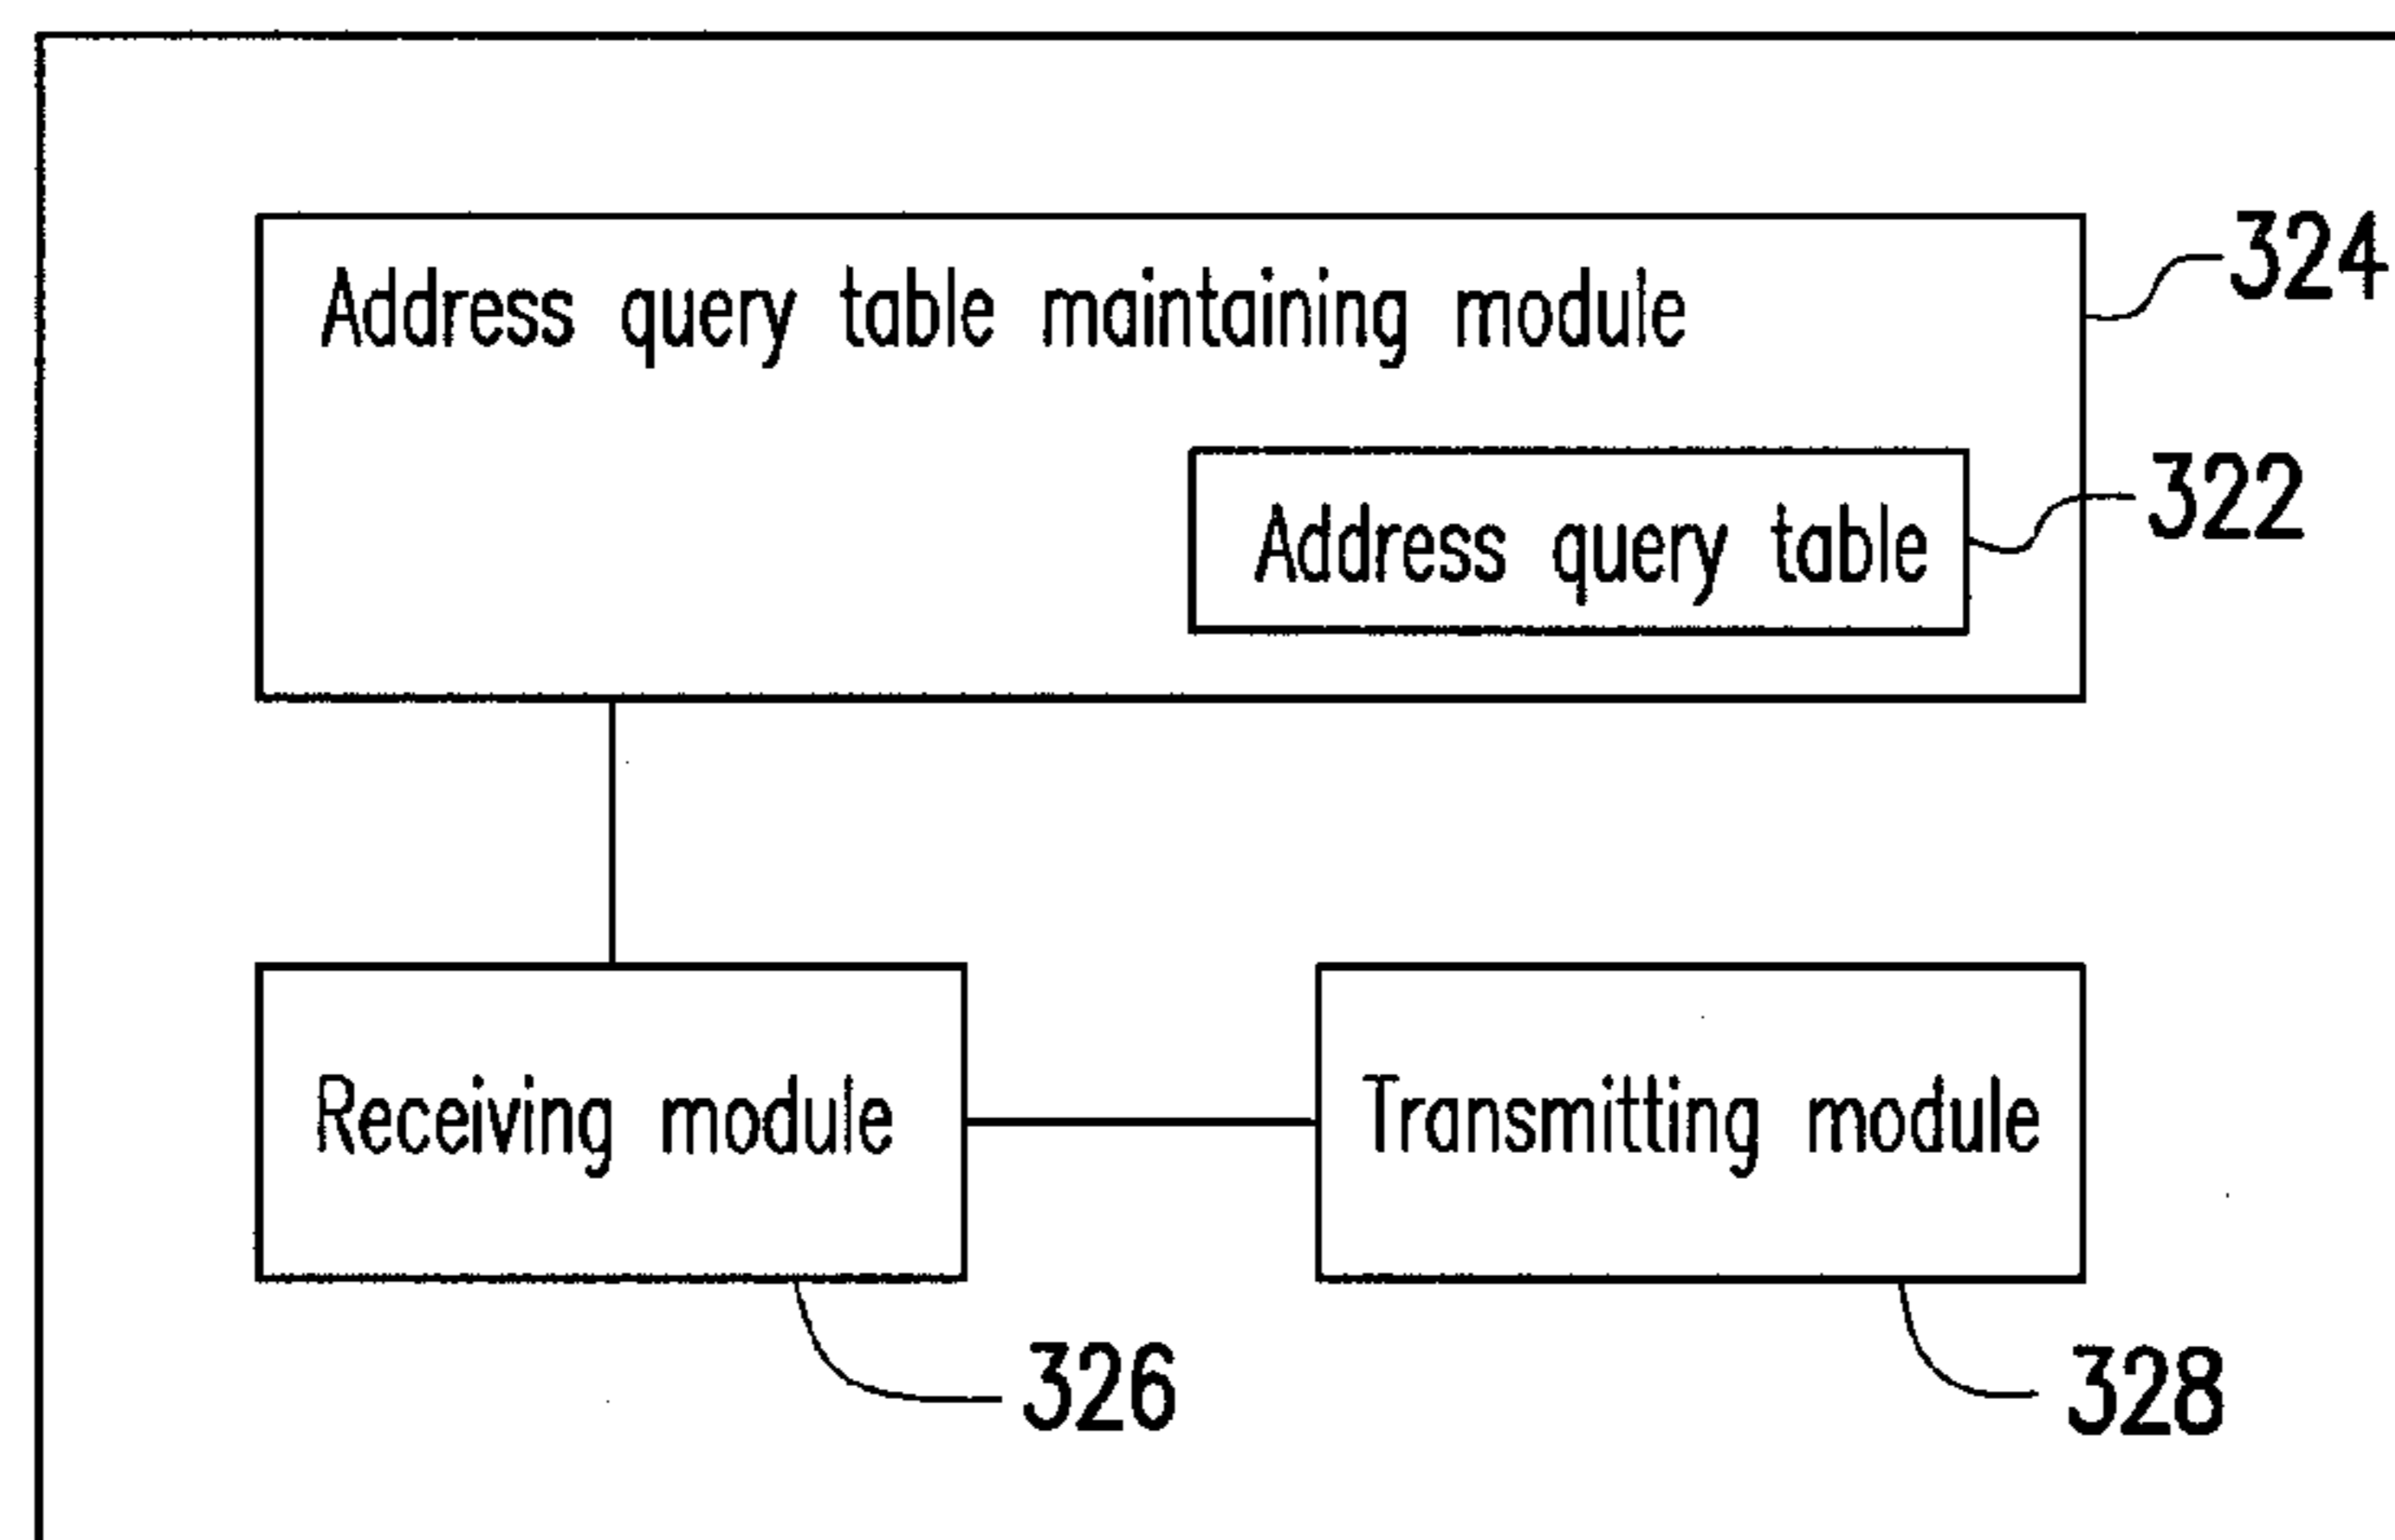 Address query table maintaining module
324
Address query table
322
Receiving module
Transmitting module
326
328